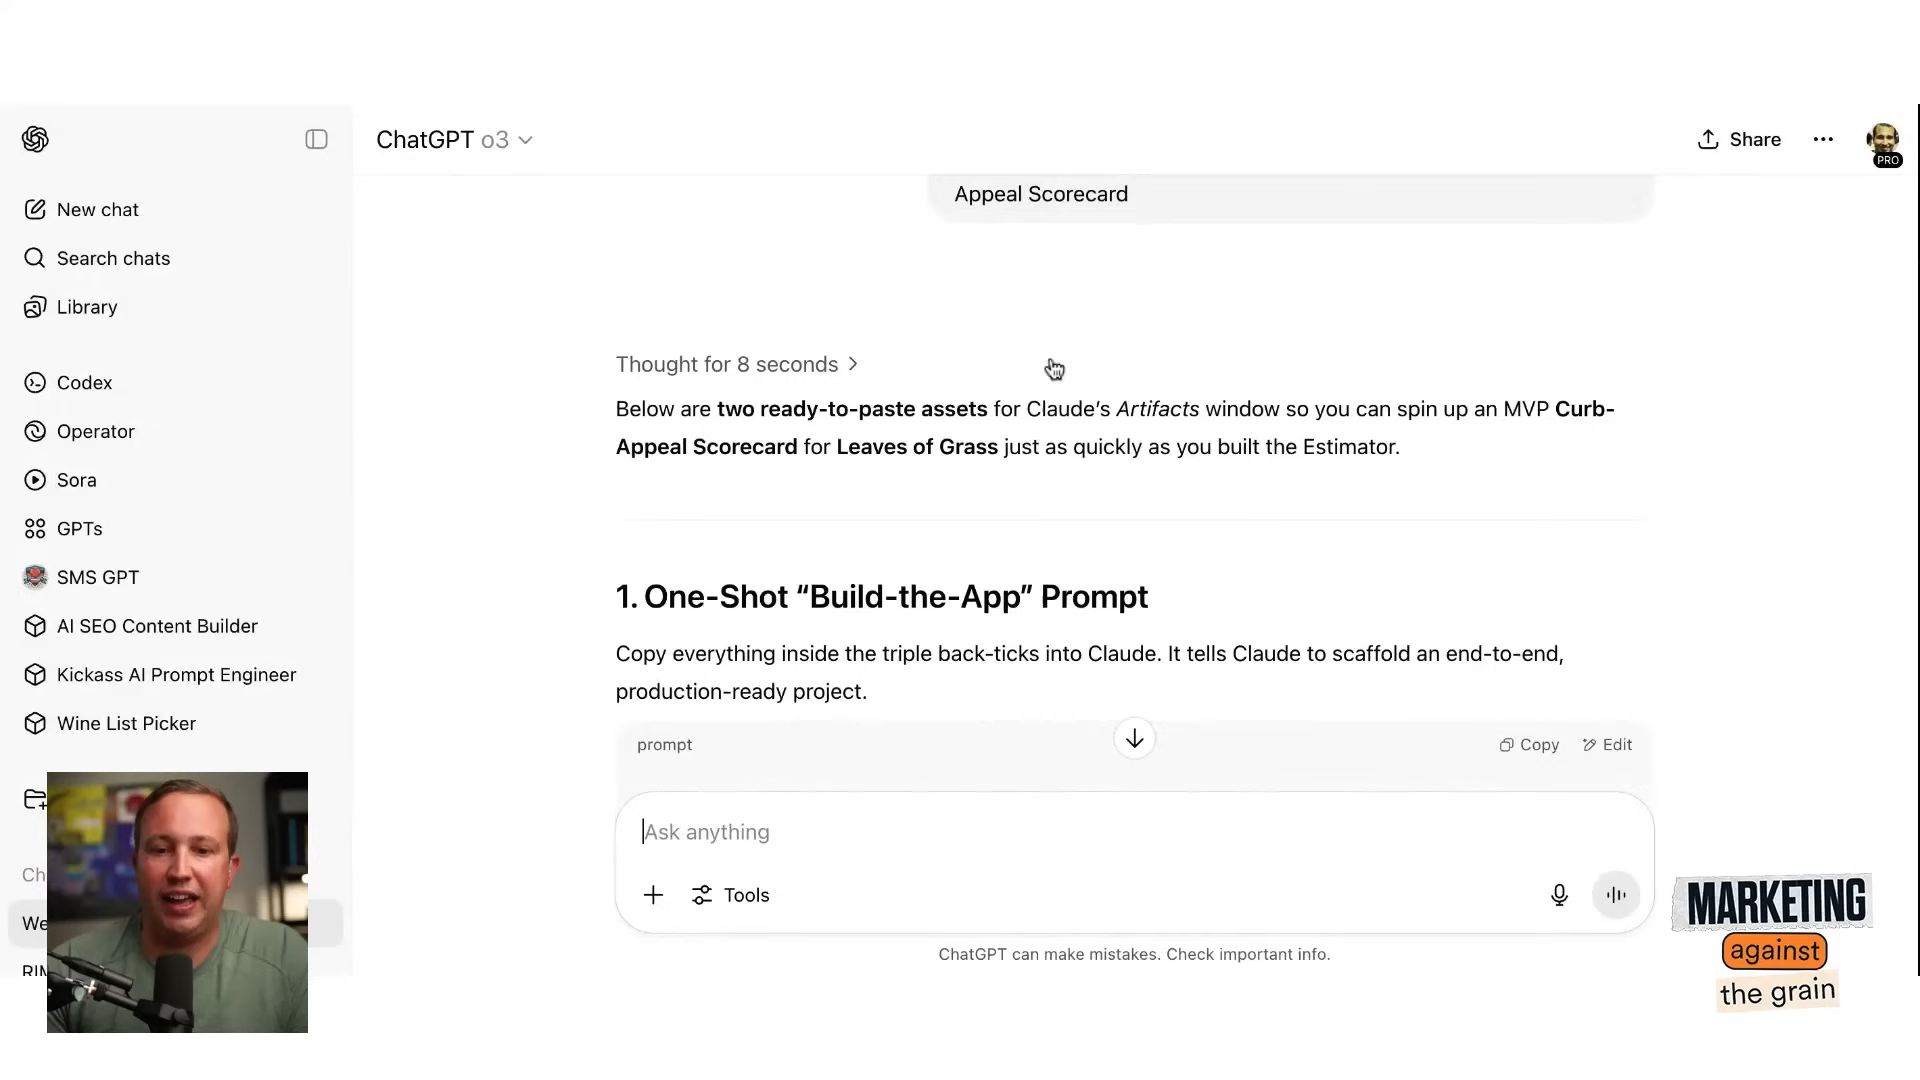 ChatGPT o3
Share
PRO
New chat
Search chats
Library
Codex
Operator
Sora
GPTs
SMS GPT
AI SEO Content Builder
Kickass AI Prompt Engineer
Wine List Picker
Ch
We
RIM
Appeal Scorecard
Thought for 8 seconds
Below are two ready-to-paste assets for Claude’s Artifacts window so you can spin up an MVP Curb-
Appeal Scorecard for Leaves of Grass just as quickly as you built the Estimator.
1. One-Shot “Build-the-App” Prompt
Copy everything inside the triple back-ticks into Claude. It tells Claude to scaffold an end-to-end,
production-ready project.
prompt
Copy
Edit
Ask anything
Tools
ChatGPT can make mistakes. Check important info.
MARKETING
against
the grain